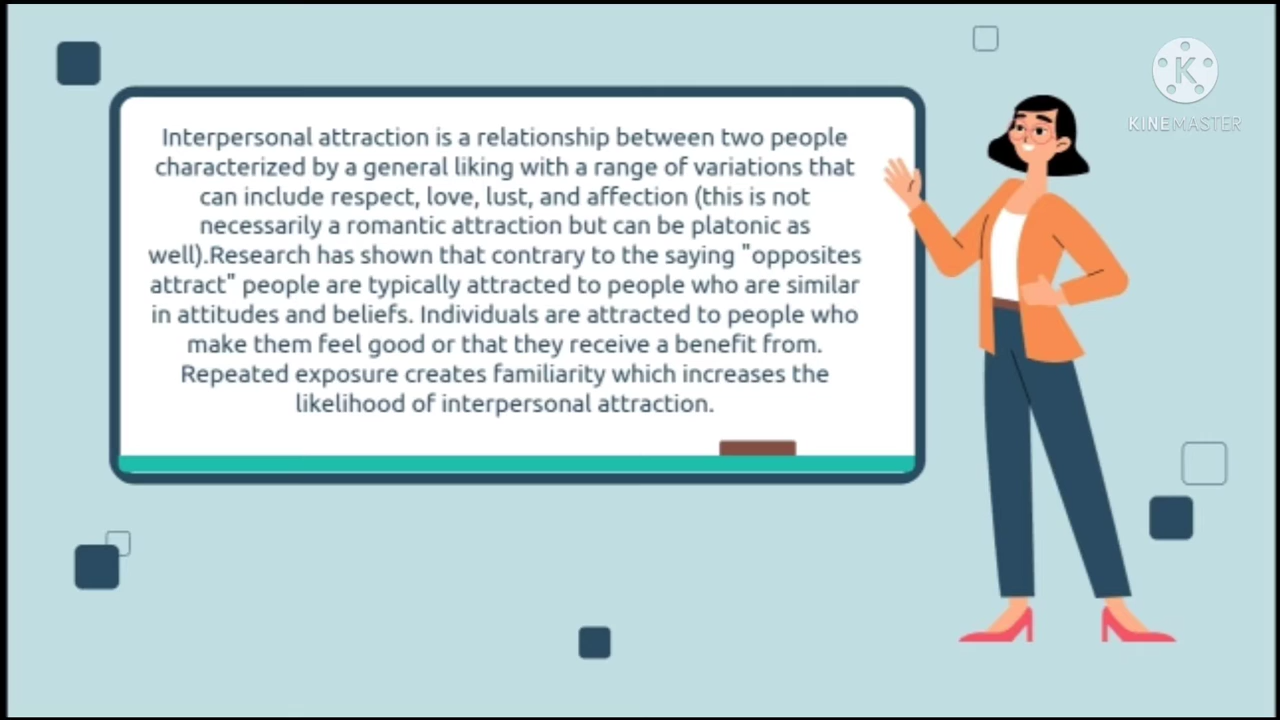 Interpersonal attraction is a relationship between two people
characterized by a general liking with a range of variations that
can include respect, love, lust, and affection (this is not
necessarily a romantic attraction but can be platonic as
well).Research has shown that contrary to the saying "opposites
attract" people are typically attracted to people who are similar
in attitudes and beliefs. Individuals are attracted to people who
make them feel good or that they receive a benefit from.
Repeated exposure creates familiarity which increases the
likelihood of interpersonal attraction.
K
KINEMASTER